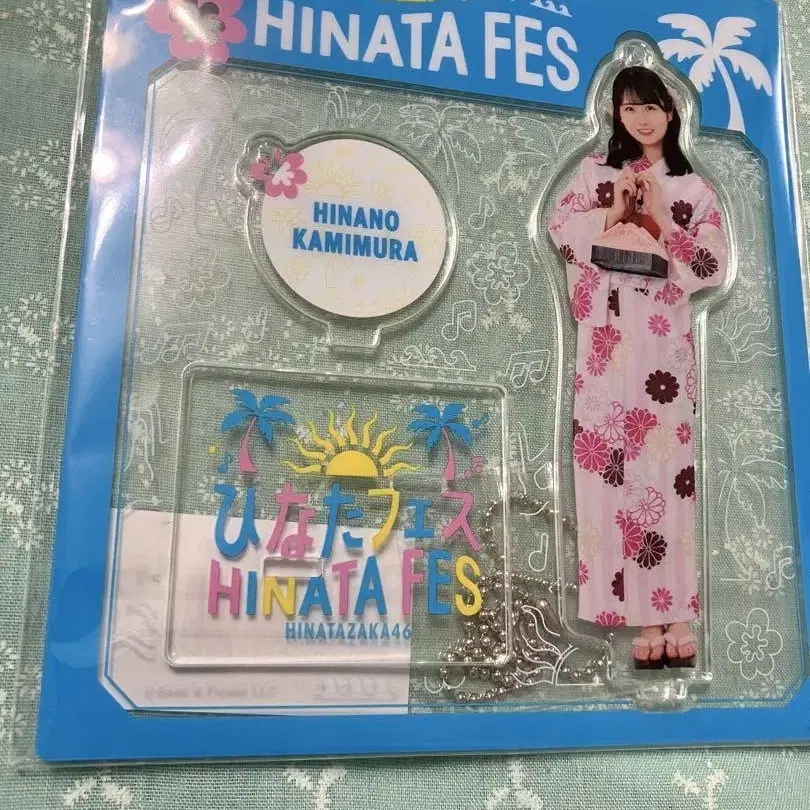 HINATA FES
HINANO
KAMIMURA
ひなたフェス
HINATA FES
HINATAZAKA46